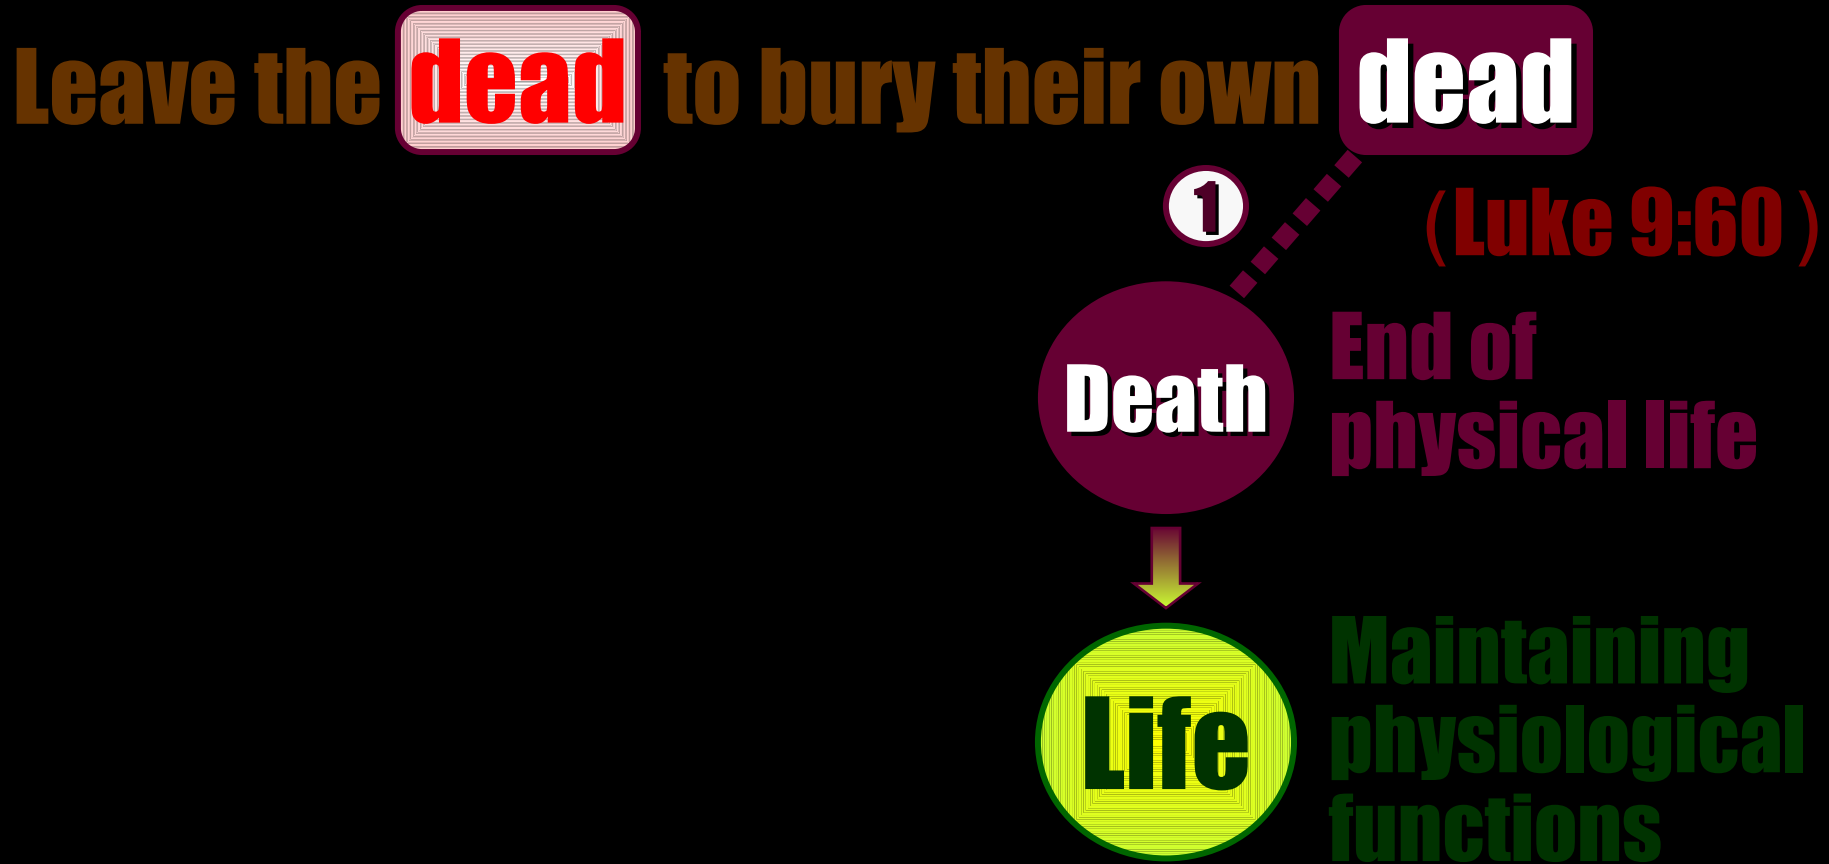 Leave the dead to bury their own dead
1
(Luke 9:60)
End of
physical life
Death
Life
Maintaining
physiological
functions